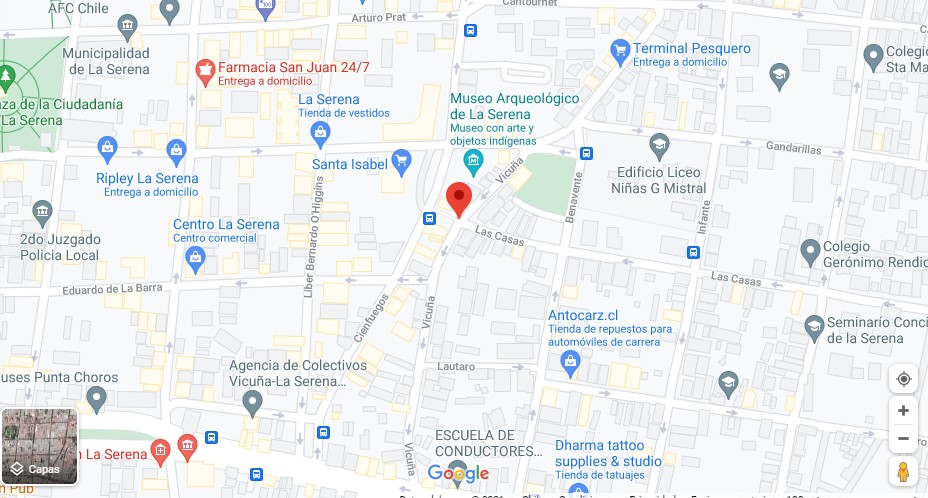 AFC Chile
Arturo Prat
Cantournet
Municipalidad
de La Serena
Terminal Pesquero
Entrega a domicilio
Colegio
Sta Ma
Farmacia San Juan 24/7
Entrega a domicilio
za de la Ciudadanía
La Serena
La Serena
Tienda de vestidos
Museo Arqueológico
de La Serena
Museo con arte y
objetos indígenas
Gandarillas
Santa Isabel
Vicuña
Ripley La Serena
Entrega a domicilio
Edificio Liceo
Niñas G Mistral
Benavente
Infante
Liber Bernardo O'Higgins
Centro La Serena
Centro comercial
2do Juzgado
Policía Local
Las Casas
Colegio
Gerónimo Rendic
Las Casas
Eduardo de La Barra
Cienfuegos
Vicuña
Antocarz.cl
Tienda de repuestos para
automóviles de carrera
Seminario Conci
de la Serena
Agencia de Colectivos
Vicuña-La Serena...
Lautaro
uses Punta Choros
Vicuña
ESCUELA DE
CONDUCTORES...
Dharma tattoo
supplies & studio
Tienda de tatuajes
n La Serena
Capas
Google
n Pub